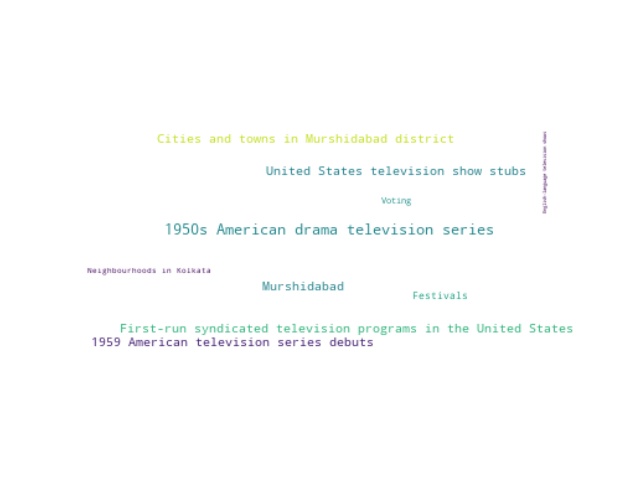 Cities and towns in Murshidabad district
English-language television shows
United States television show stubs
Voting
1950s American drama television series
Neighbourhoods in Kolkata
Murshidabad
Festivals
First-run syndicated television programs in the United States
1959 American television series debuts